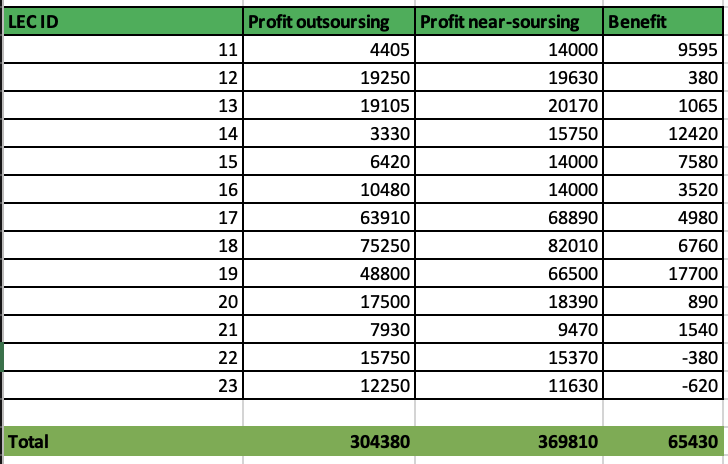 LEC ID Profit outsoursing Profit near-soursing Benefit
11 4405 14000 9595
12 19250 19630 380
13 19105 20170 1065
14 3330 15750 12420
15 6420 14000 7580
16 10480 14000 3520
17 63910 68890 4980
18 75250 82010 6760
19 48800 66500 17700
20 17500 18390 890
21 7930 9470 1540
22 15750 15370 -380
23 12250 11630 -620
Total 304380 369810 65430